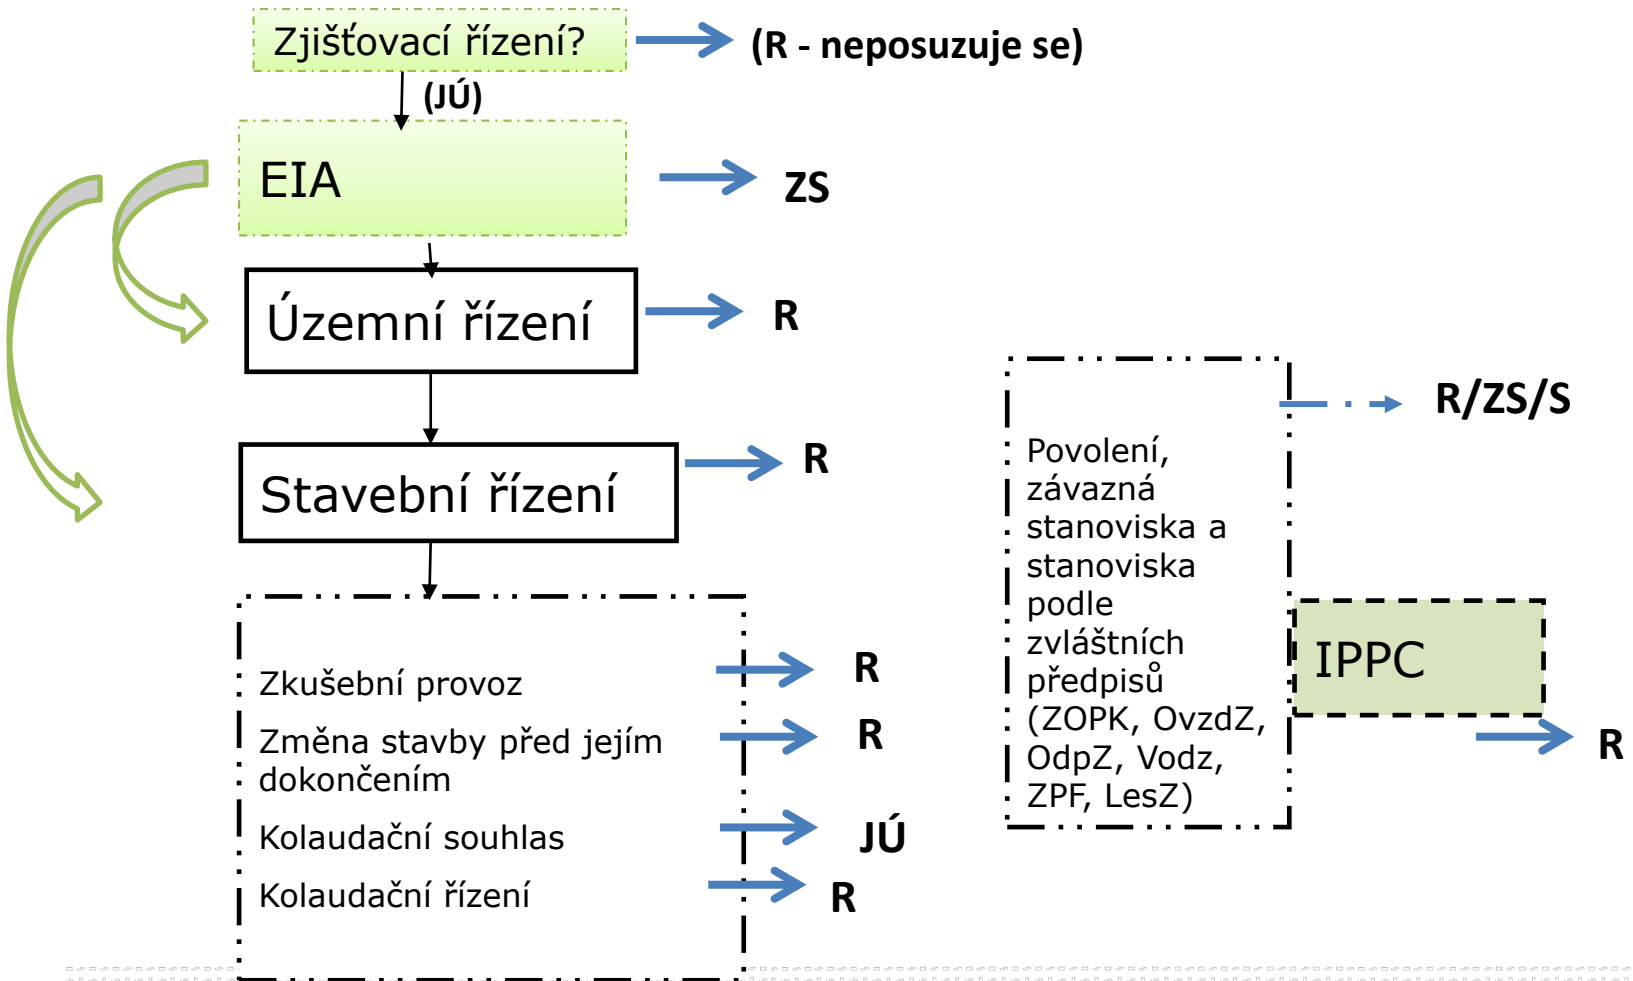 Zjišťovací řízení?
(R - neposuzuje se)
(JÚ)
EIA
ZS
Územní řízení
R
Stavební řízení
R
Zkušební provoz
R
Změna stavby před jejím
dokončením
R
Kolaudační souhlas
JÚ
Kolaudační řízení
R
Povolení,
závazná
stanoviska a
stanoviska
podle
zvláštních
předpisů
(ZOPK, OvzdZ,
OdpZ, Vodz,
ZPF, LesZ)
R/ZS/S
IPPC
R